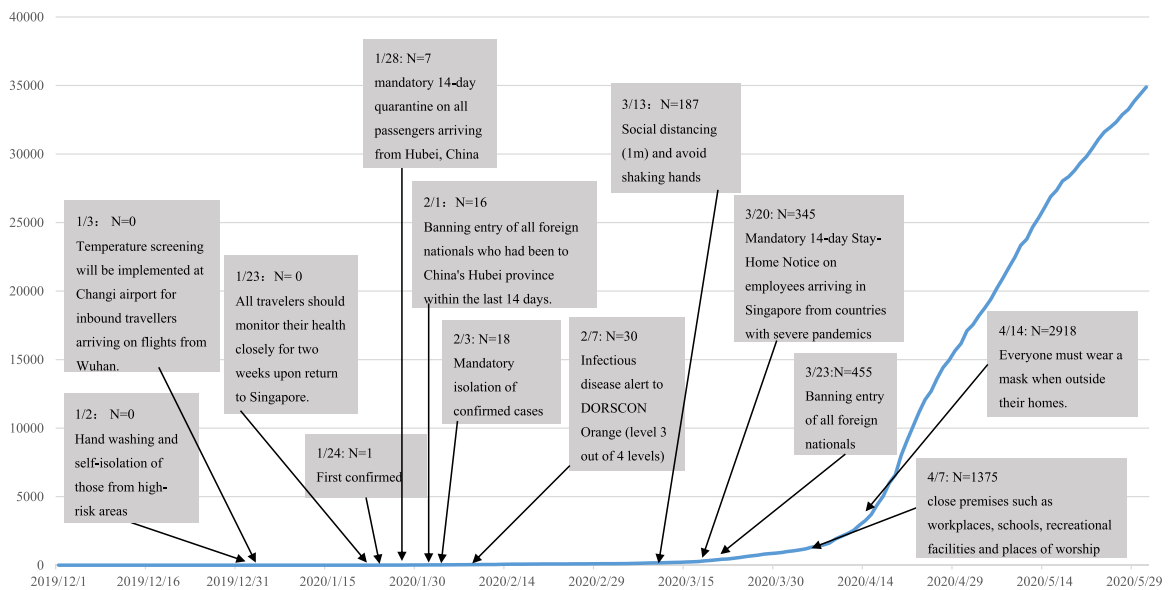 40000
35000
30000
25000
20000
15000
10000
5000
0
2019/12/1
2019/12/16
2019/12/31
2020/1/15
2020/1/30
2020/2/14
2020/2/29
2020/3/15
2020/3/30
2020/4/14
2020/4/29
2020/5/14
2020/5/29
1/2: N=0
Hand washing and
self-isolation of
those from high-
risk areas
1/3： N=0
Temperature screening
will be implemented at
Changi airport for
inbound travellers
arriving on flights from
Wuhan.
1/23： N= 0
All travelers should
monitor their health
closely for two
weeks upon return
to Singapore.
1/24: N=1
First confirmed
1/28: N=7
mandatory 14-day
quarantine on all
passengers arriving
from Hubei, China
2/1： N=16
Banning entry of all foreign
nationals who had been to
China's Hubei province
within the last 14 days.
2/3: N=18
Mandatory
isolation of
confirmed cases
2/7: N=30
Infectious
disease alert to
DORSCON
Orange (level 3
out of 4 levels)
3/13： N=187
Social distancing
(1m) and avoid
shaking hands
3/20: N=345
Mandatory 14-day Stay-
Home Notice on
employees arriving in
Singapore from countries
with severe pandemics
3/23:N=455
Banning entry
of all foreign
nationals
4/7: N=1375
close premises such as
workplaces, schools, recreational
facilities and places of worship
4/14: N=2918
Everyone must wear a
mask when outside
their homes.